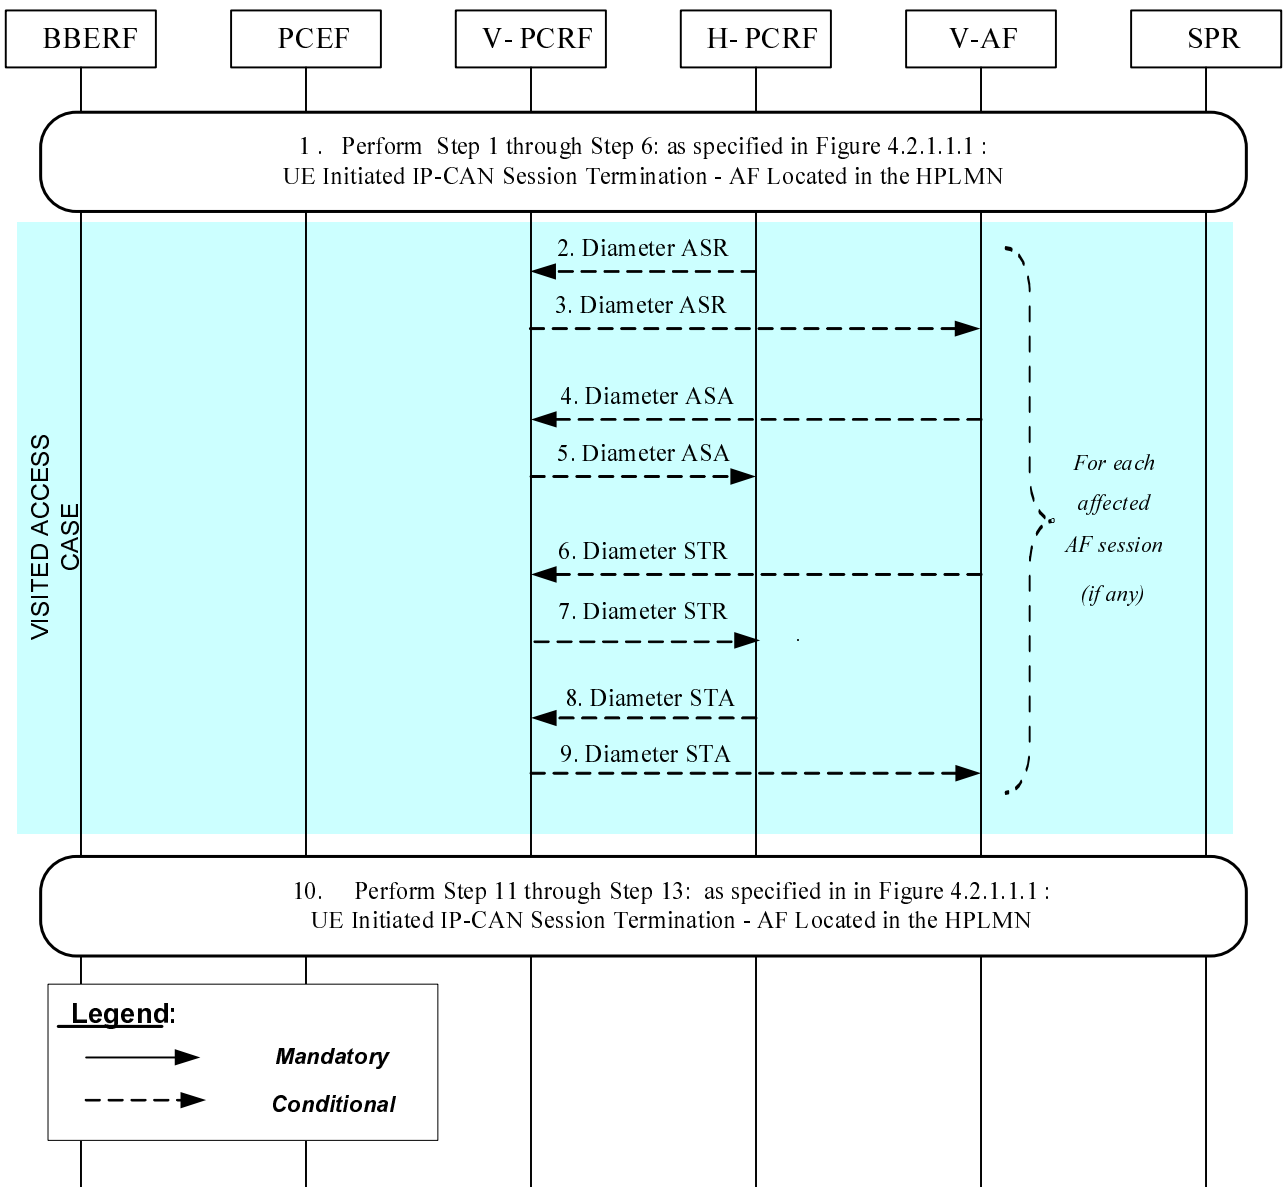 BBERF
PCEF
V- PCRF
H- PCRF
V-AF
SPR
1 . Perform Step 1 through Step 6: as specified in Figure 4.2.1.1.1 :
UE Initiated IP-CAN Session Termination - AF Located in the HPLMN
2. Diameter ASR
3. Diameter ASR
4. Diameter ASA
5. Diameter ASA
6. Diameter STR
7. Diameter STR
8. Diameter STA
9. Diameter STA
VISITED ACCESS
CASE
For each
affected
AF session
(if any)
10. Perform Step 11 through Step 13: as specified in in Figure 4.2.1.1.1 :
UE Initiated IP-CAN Session Termination - AF Located in the HPLMN
Legend:
Mandatory
Conditional